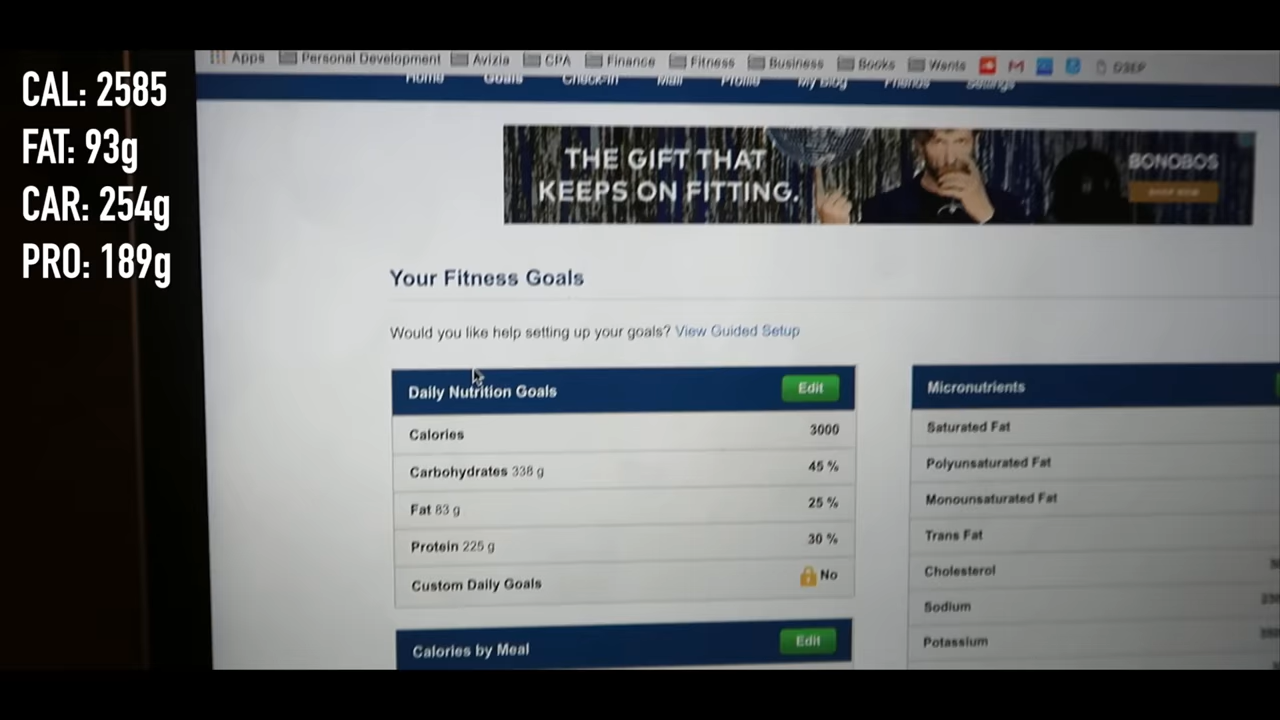 CAL: 2585
FAT: 93g
CAR: 254g
PRO: 189g
Apps Personal Development Avizia CPA Finance Fitness Business Books Wants
Home Goals Check-In Mail Profile My Blog Friends Settings
THE GIFT THAT
KEEPS ON FITTING.
BONOBOS
SHOP NOW
Your Fitness Goals
Would you like help setting up your goals? View Guided Setup
Daily Nutrition Goals Edit
Calories 3000
Carbohydrates 338 g 45 %
Fat 83 g 25 %
Protein 225 g 30 %
Custom Daily Goals No
Calories by Meal Edit
Micronutrients
Saturated Fat
Polyunsaturated Fat
Monounsaturated Fat
Trans Fat
Cholesterol
Sodium
Potassium